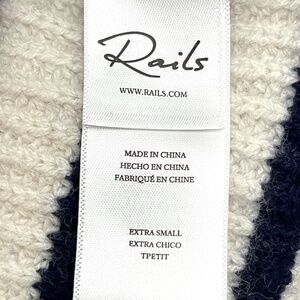 Rails
WWW.RAILS.COM
MADE IN CHINA
HECHO EN CHINA
FABRIQUÉ EN CHINE
EXTRA SMALL
EXTRA CHICO
TPETIT